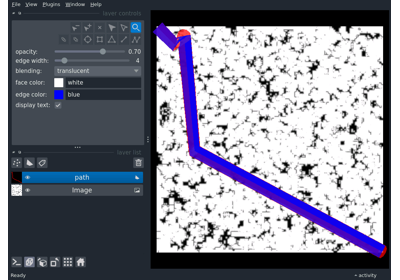 File View Plugins Window Help
layer controls
opacity: 0.70
edge width: 4
blending: translucent
face color: white
edge color: blue
display text:
layer list
path
Image
Ready
activity